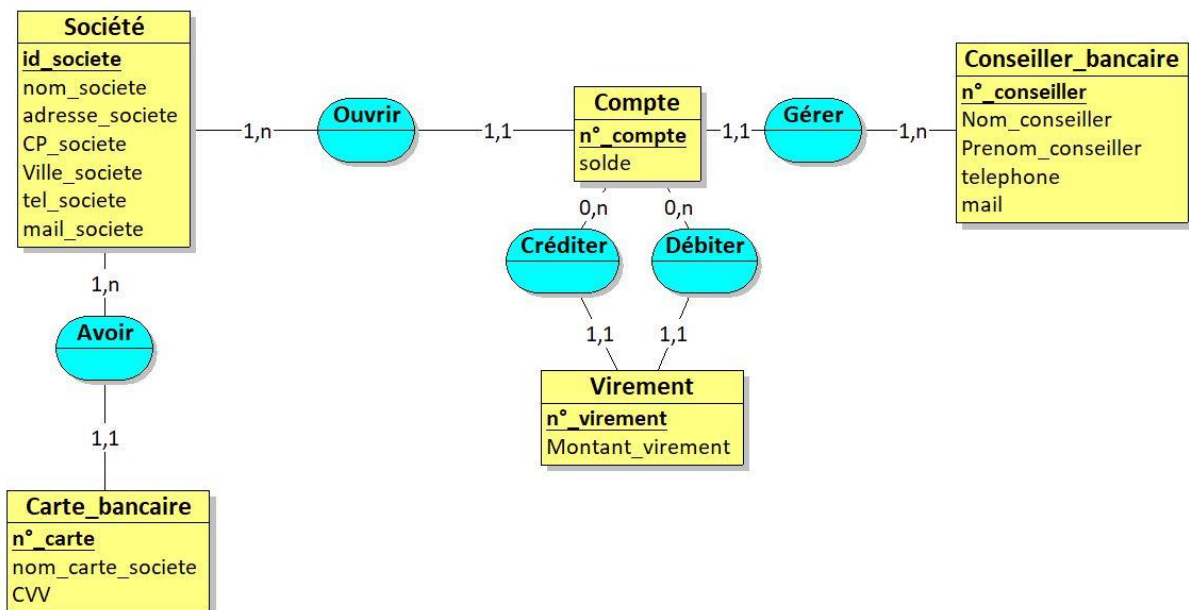 Société
id_societe
nom_societe
adresse_societe
CP_societe
Ville_societe
tel_societe
mail_societe
1,n
Ouvrir
1,1
Compte
n°_compte
solde
1,1
Gérer
1,n
Conseiller_bancaire
n°_conseiller
Nom_conseiller
Prenom_conseiller
telephone
mail
0,n
0,n
Créditer
Débiter
1,1
1,1
Virement
n°_virement
Montant_virement
1,n
Avoir
1,1
Carte_bancaire
n°_carte
nom_carte_societe
CVV